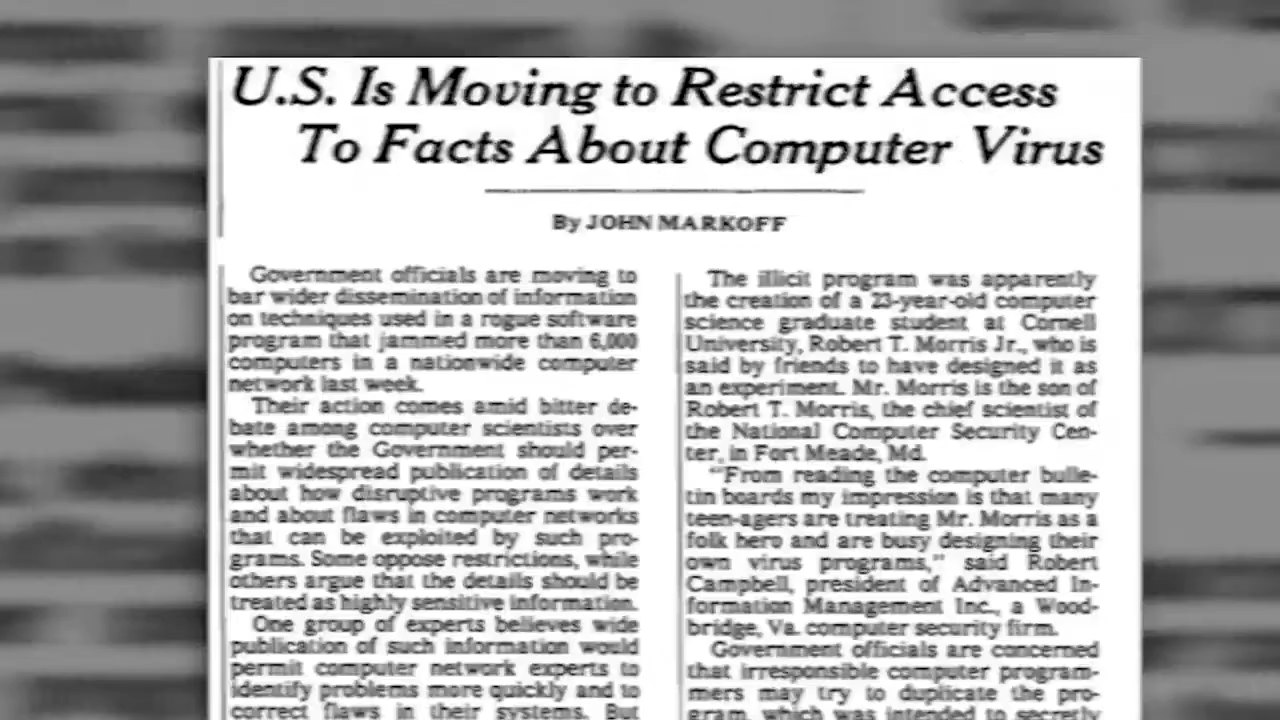 U.S. Is Moving to Restrict Access
To Facts About Computer Virus
By JOHN MARKOFF
Government officials are moving to
bar wider dissemination of information
on techniques used in a rogue software
program that jammed more than 6,000
computers in a nationwide computer
network last week.
Their action comes amid bitter de-
bate among computer scientists over
whether the Government should per-
mit widespread publication of details
about how disruptive programs work
and about flaws in computer networks
that can be exploited by such pro-
grams. Some oppose restrictions, while
others argue that the details should be
treated as highly sensitive information.
One group of experts believes wide
publication of such information would
permit computer network experts to
identify problems more quickly and to
correct flaws in their systems. But
The illicit program was apparently
the creation of a 23-year-old computer
science graduate student at Cornell
University, Robert T. Morris Jr., who is
said by friends to have designed it as
an experiment. Mr. Morris is the son of
Robert T. Morris, the chief scientist of
the National Computer Security Cen-
ter, in Fort Meade, Md.
"From reading the computer bulle-
tin boards my impression is that many
teen-agers are treating Mr. Morris as a
folk hero and are busy designing their
own virus programs," said Robert
Campbell, president of Advanced In-
formation Management Inc., a Wood-
bridge, Va. computer security firm.
Government officials are concerned
that irresponsible computer program-
mers may try to duplicate the pro-
gram, which was intended to secretly